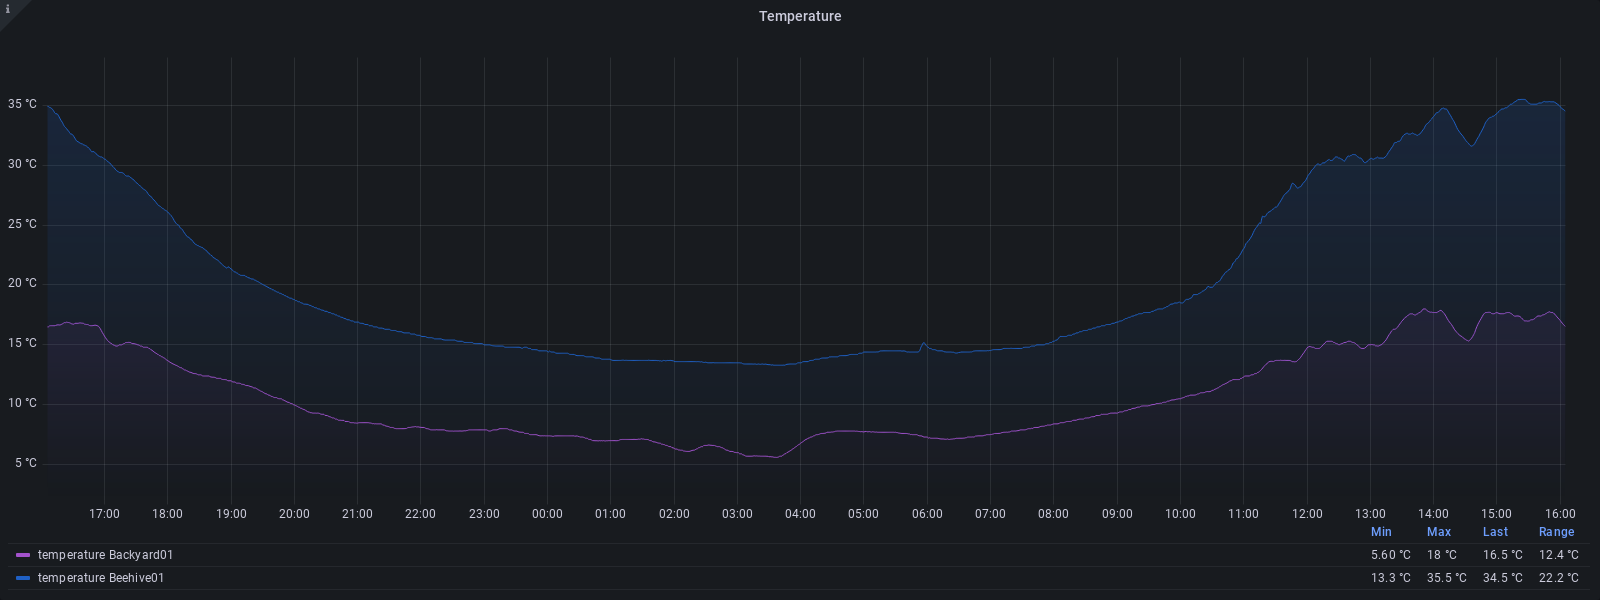 i
Temperature
35 °C
30 °C
25 °C
20 °C
15 °C
10 °C
5 °C
17:00 18:00 19:00 20:00 21:00 22:00 23:00 00:00 01:00 02:00 03:00 04:00 05:00 06:00 07:00 08:00 09:00 10:00 11:00 12:00 13:00 14:00 15:00 16:00
Min Max Last Range
temperature Backyard01 5.60 °C 18 °C 16.5 °C 12.4 °C
temperature Beehive01 13.3 °C 35.5 °C 34.5 °C 22.2 °C